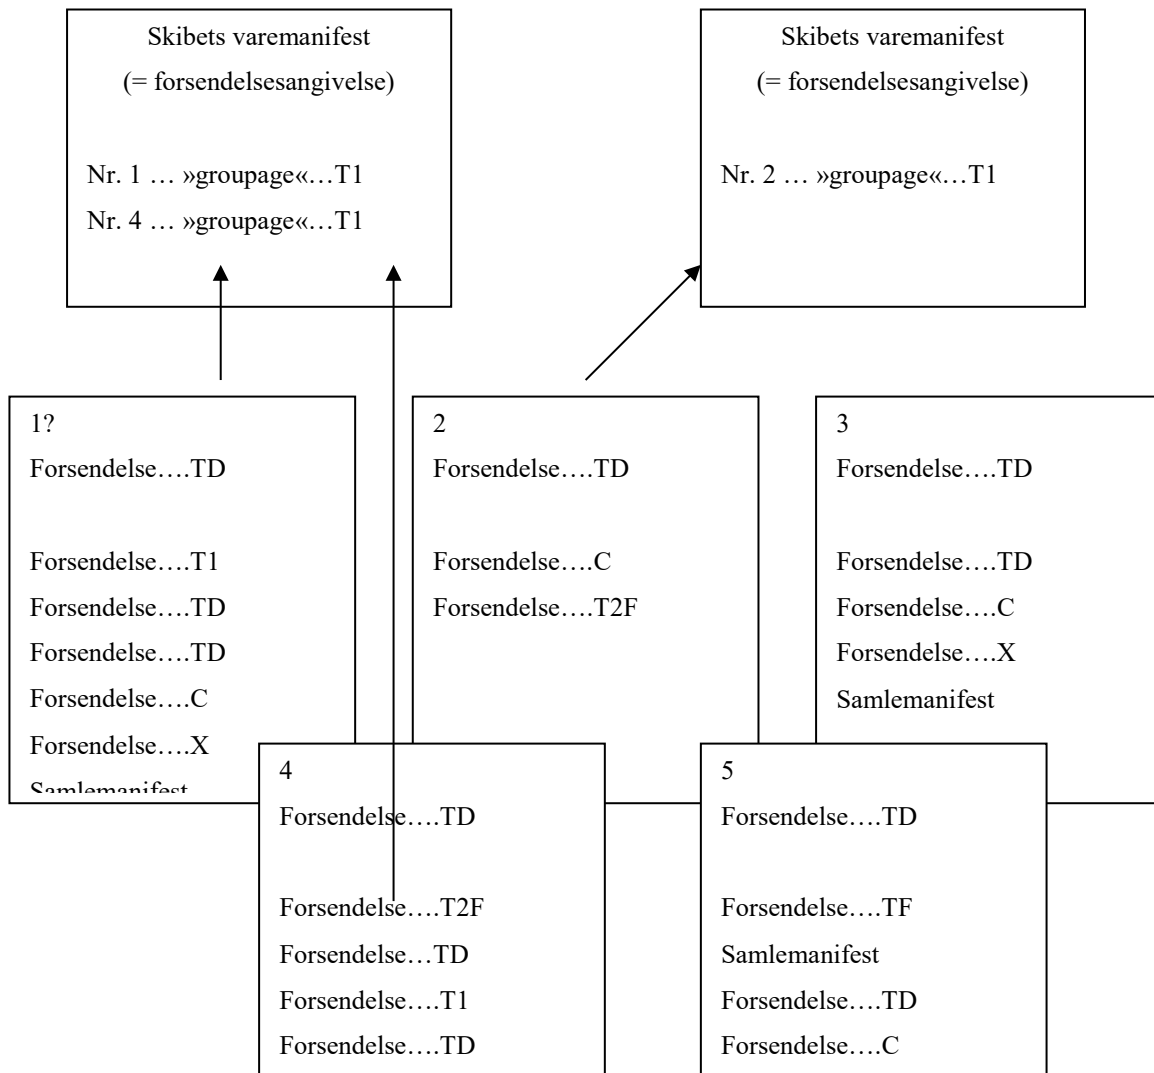 Skibets varemanifest
(= forsendelsesangivelse)
Nr. 1 … »groupage«…T1
Nr. 4 … »groupage«…T1
Skibets varemanifest
(= forsendelsesangivelse)
Nr. 2 … »groupage«…T1
1?
Forsendelse….TD
Forsendelse….T1
Forsendelse….TD
Forsendelse….TD
Forsendelse….C
Forsendelse….X
Samlemanifest
2
Forsendelse….TD
Forsendelse….C
Forsendelse….T2F
3
Forsendelse….TD
Forsendelse….TD
Forsendelse….C
Forsendelse….X
Samlemanifest
4
Forsendelse….TD
Forsendelse….T2F
Forsendelse…TD
Forsendelse….T1
Forsendelse….TD
5
Forsendelse….TD
Forsendelse….TF
Samlemanifest
Forsendelse….TD
Forsendelse….C